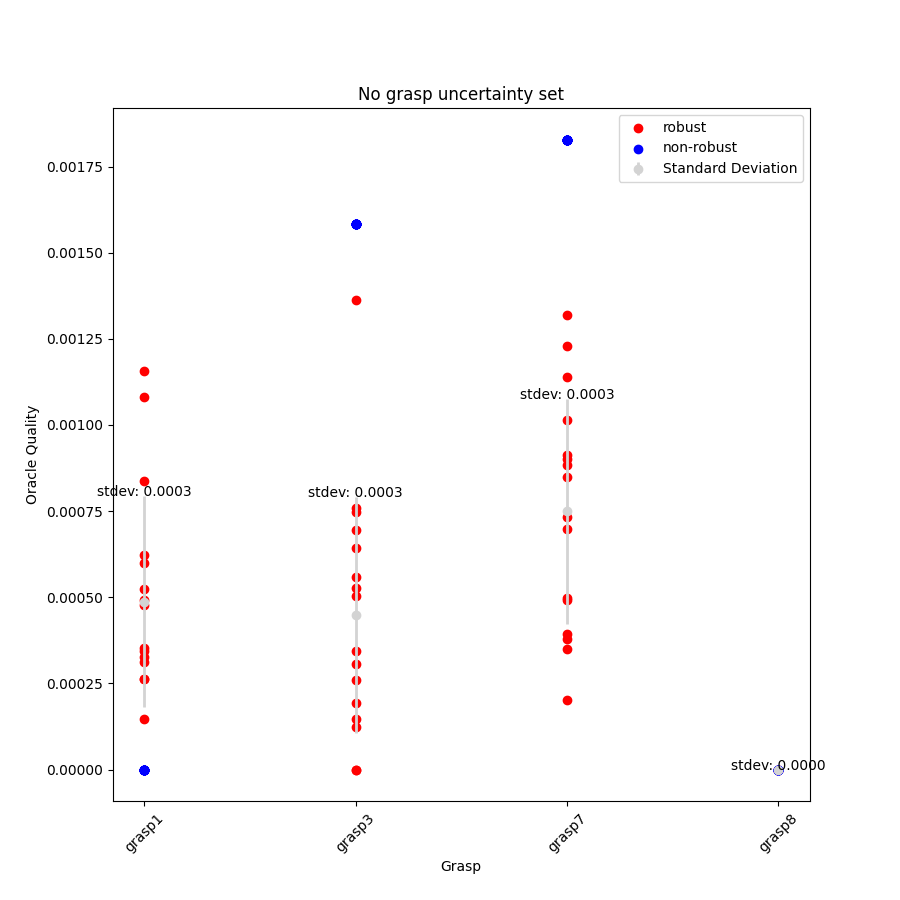 No grasp uncertainty set
robust
non-robust
Standard Deviation
0.00175
0.00150
0.00125
0.00100
0.00075
0.00050
0.00025
0.00000
Oracle Quality
stdev: 0.0003
stdev: 0.0003
stdev: 0.0003
stdev: 0.0000
grasp1
grasp3
grasp7
grasp8
Grasp